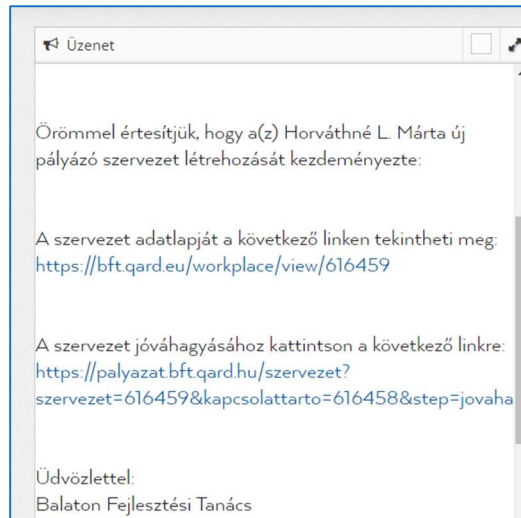 Üzenet
Örömmel értesítjük, hogy a(z) Horváthné L. Márta új
pályázó szervezet létrehozását kezdeményezte:
A szervezet adatlapját a következő linken tekintheti meg:
https://bft.qard.eu/workplace/view/616459
A szervezet jóváhagyásához kattintson a következő linkre:
https://palyazat.bft.qard.hu/szervezet?
szervezet=616459&kapcsolattarto=616458&step=jovaha
Üdvözlettel:
Balaton Fejlesztési Tanács